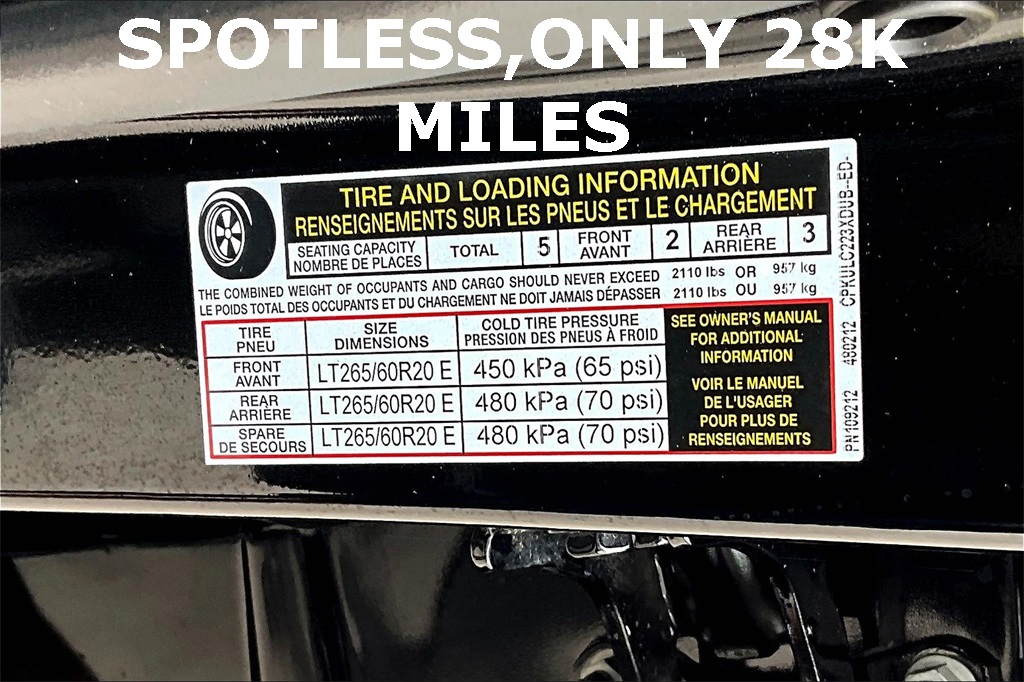 SPOTLESS,ONLY 28K
MILES
TIRE AND LOADING INFORMATION
RENSEIGNEMENTS SUR LES PNEUS ET LE CHARGEMENT
SEATING CAPACITY
NOMBRE DE PLACES
TOTAL
5
FRONT
AVANT
2
REAR
ARRIÈRE
3
THE COMBINED WEIGHT OF OCCUPANTS AND CARGO SHOULD NEVER EXCEED 2110 lbs OR 957 kg
LE POIDS TOTAL DES OCCUPANTS ET DU CHARGEMENT NE DOIT JAMAIS DÉPASSER 2110 lbs OU 957 kg
TIRE
PNEU
SIZE
DIMENSIONS
COLD TIRE PRESSURE
PRESSION DES PNEUS À FROID
FRONT
AVANT
LT265/60R20 E
450 kPa (65 psi)
REAR
ARRIÈRE
LT265/60R20 E
480 kPa (70 psi)
SPARE
DE SECOURS
LT265/60R20 E
480 kPa (70 psi)
SEE OWNER'S MANUAL
FOR ADDITIONAL
INFORMATION
VOIR LE MANUEL
DE L'USAGER
POUR PLUS DE
RENSEIGNEMENTS
PN109212 480212 CPKULC223XDUB--ED-